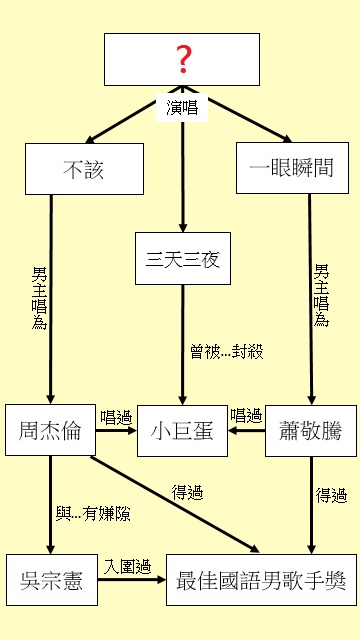 ?
演唱
不該
一眼瞬間
三天三夜
男主唱為
男主唱為
曾被...封殺
周杰倫
唱過
小巨蛋
唱過
蕭敬騰
與...有嫌隙
得過
得過
吳宗憲
入圍過
最佳國語男歌手獎